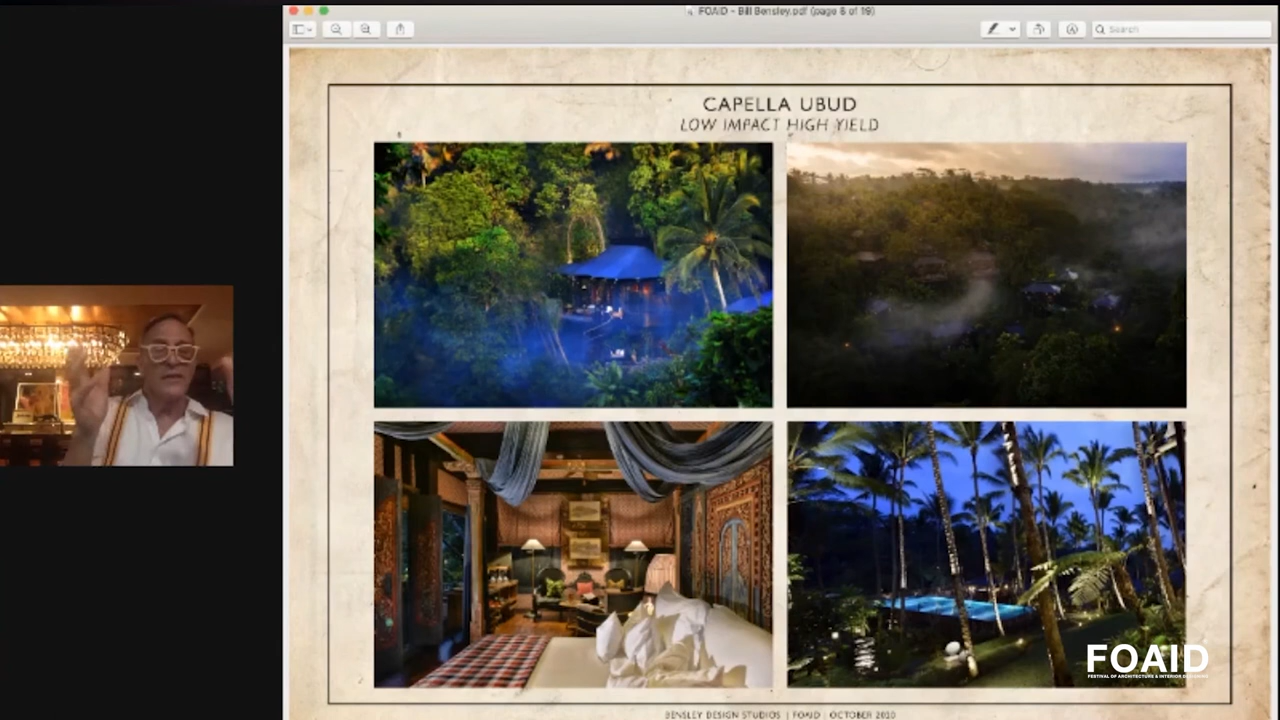 FOAID - Bill Bensley.pdf (page 6 of 19)
Search
CAPELLA UBUD
LOW IMPACT HIGH YIELD
FOAID
FESTIVAL OF ARCHITECTURE & INTERIOR DESIGNING
BENSLEY DESIGN STUDIOS | FOAID | OCTOBER 2020